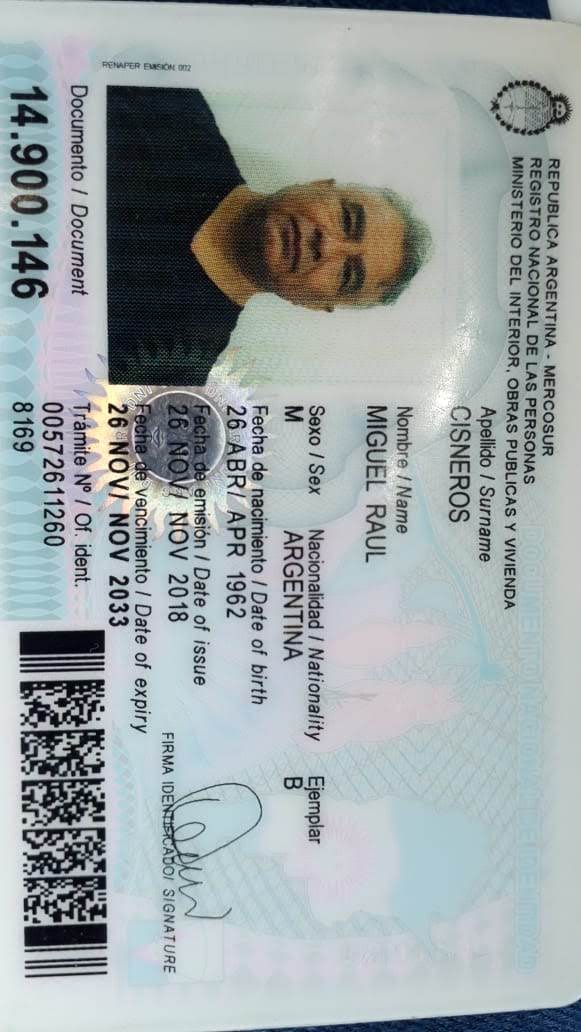 REPUBLICA ARGENTINA - MERCOSUR
REGISTRO NACIONAL DE LAS PERSONAS
MINISTERIO DEL INTERIOR, OBRAS PUBLICAS Y VIVIENDA
DOCUMENTO NACIONAL DE IDENTIDAD
Apellido / Surname
CISNEROS
Nombre / Name
MIGUEL RAUL
Sexo / Sex Nacionalidad / Nationality Ejemplar
M ARGENTINA B
Fecha de nacimiento / Date of birth
26 ABR/ APR 1962
Fecha de emisión / Date of issue
26 NOV/ NOV 2018
FIRMA IDENTIFICADO/ SIGNATURE
Fecha de vencimiento / Date of expiry
26 NOV/ NOV 2033
Documento / Document
14.900.146
Trámite Nº / Of. ident.
00572611260
8169